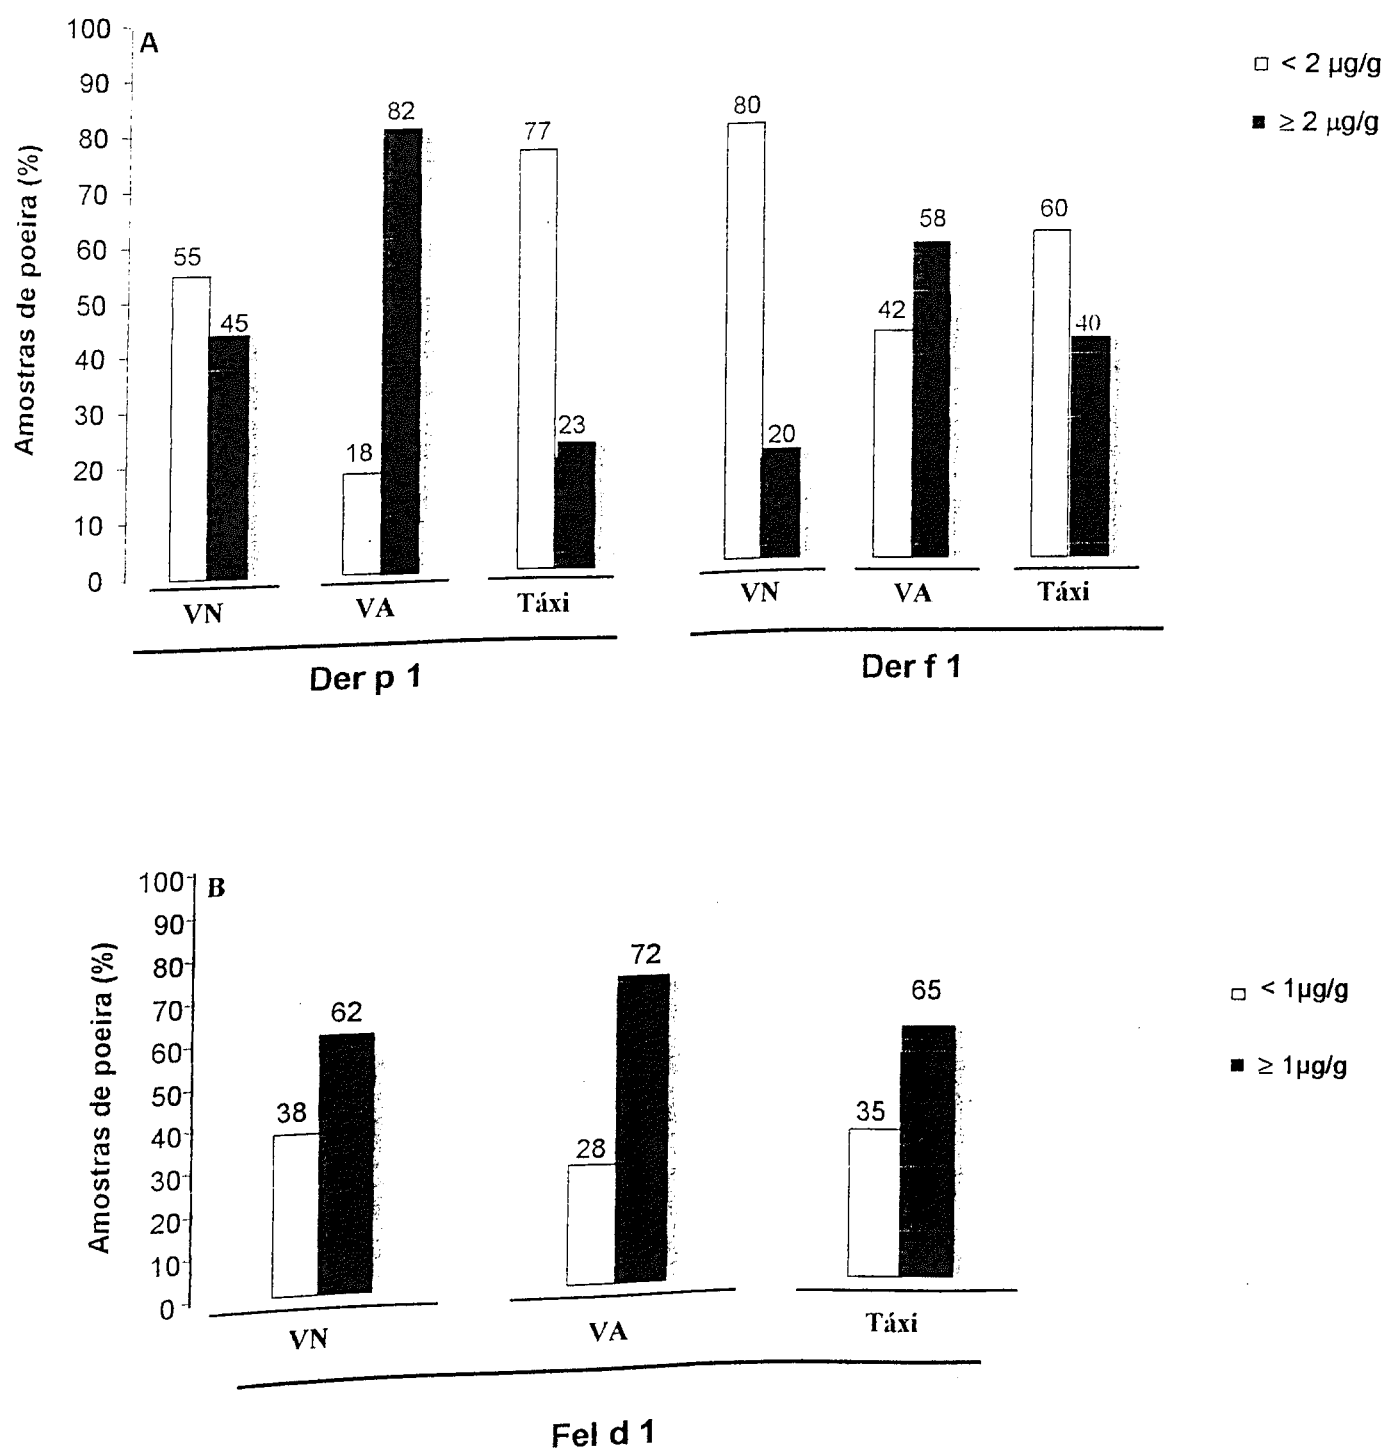 A
Amostras de poeira (%)
100
90
80
70
60
50
40
30
20
10
0
55
45
18
82
77
23
80
20
42
58
60
40
< 2 µg/g
≥ 2 µg/g
VN
VA
Táxi
VN
VA
Táxi
Der p 1
Der f 1
B
Amostras de poeira (%)
100
90
80
70
60
50
40
30
20
10
0
38
62
28
72
35
65
< 1µg/g
≥ 1µg/g
VN
VA
Táxi
Fel d 1